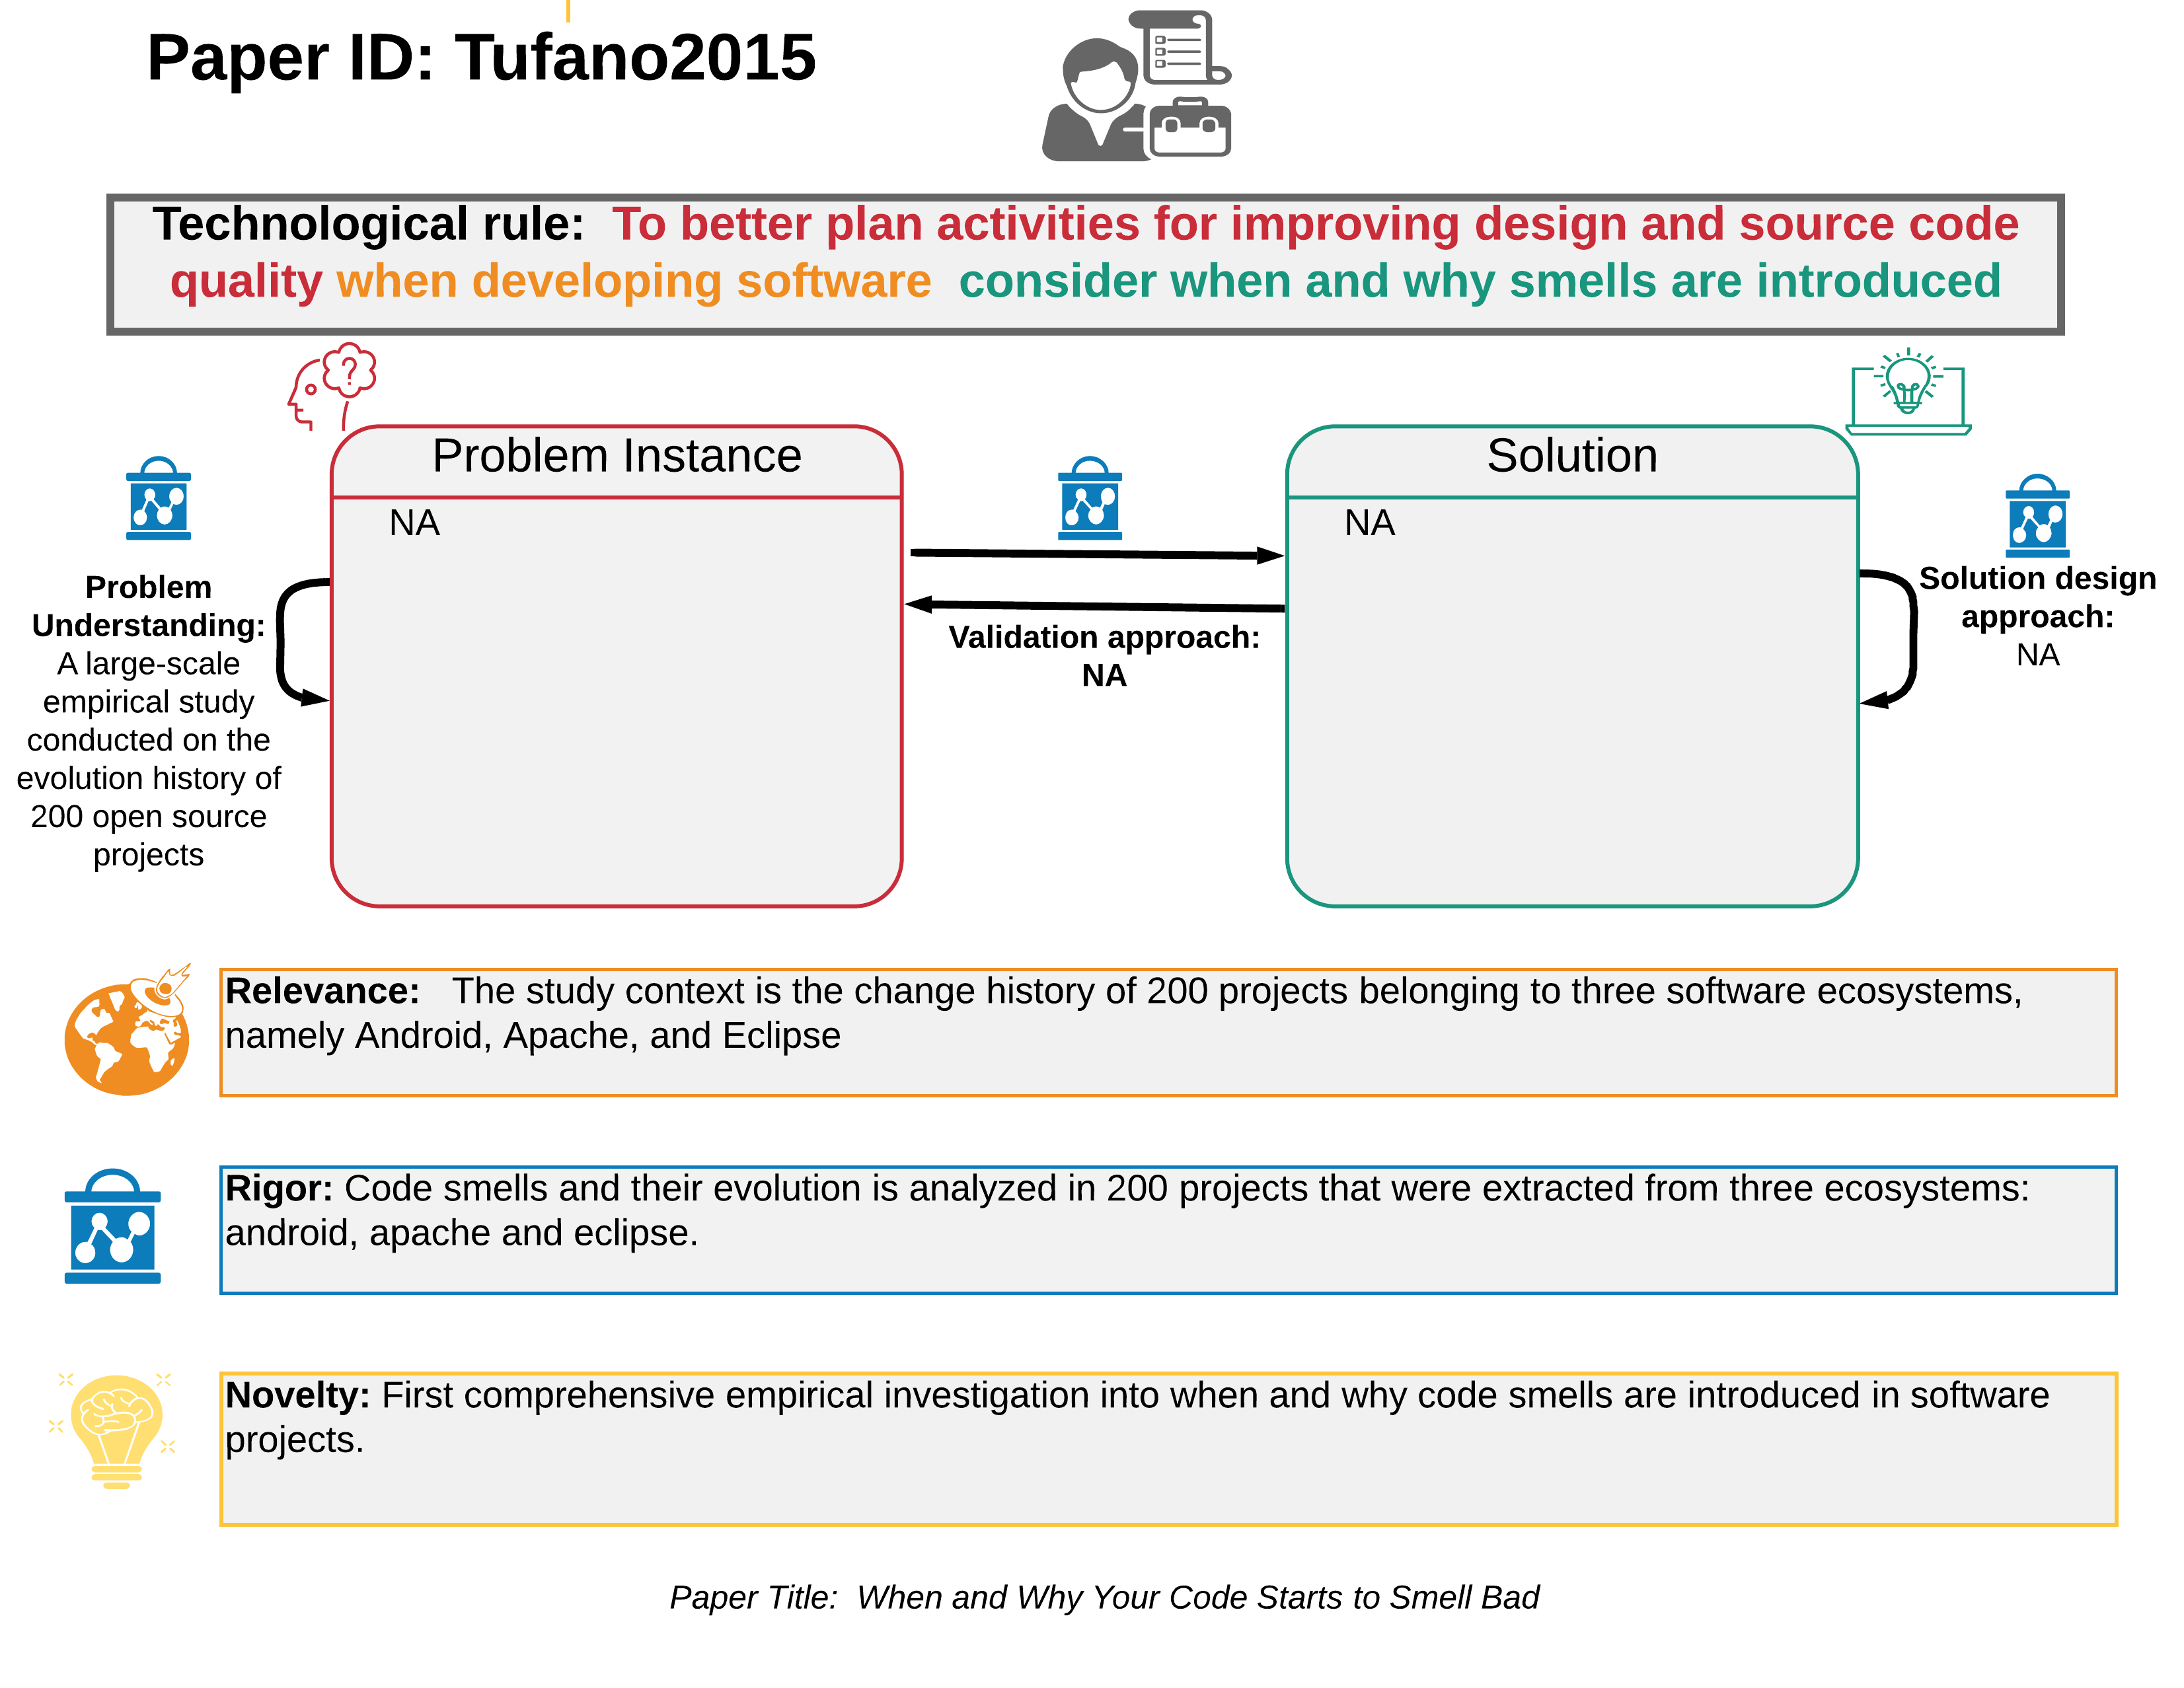 Paper ID: Tufano2015
Technological rule: To better plan activities for improving design and source code
quality when developing software consider when and why smells are introduced
Problem Instance
NA
Solution
NA
Problem
Understanding:
A large-scale
empirical study
conducted on the
evolution history of
200 open source
projects
Validation approach:
NA
Solution design
approach:
NA
Relevance: The study context is the change history of 200 projects belonging to three software ecosystems,
namely Android, Apache, and Eclipse
Rigor: Code smells and their evolution is analyzed in 200 projects that were extracted from three ecosystems:
android, apache and eclipse.
Novelty: First comprehensive empirical investigation into when and why code smells are introduced in software
projects.
Paper Title: When and Why Your Code Starts to Smell Bad